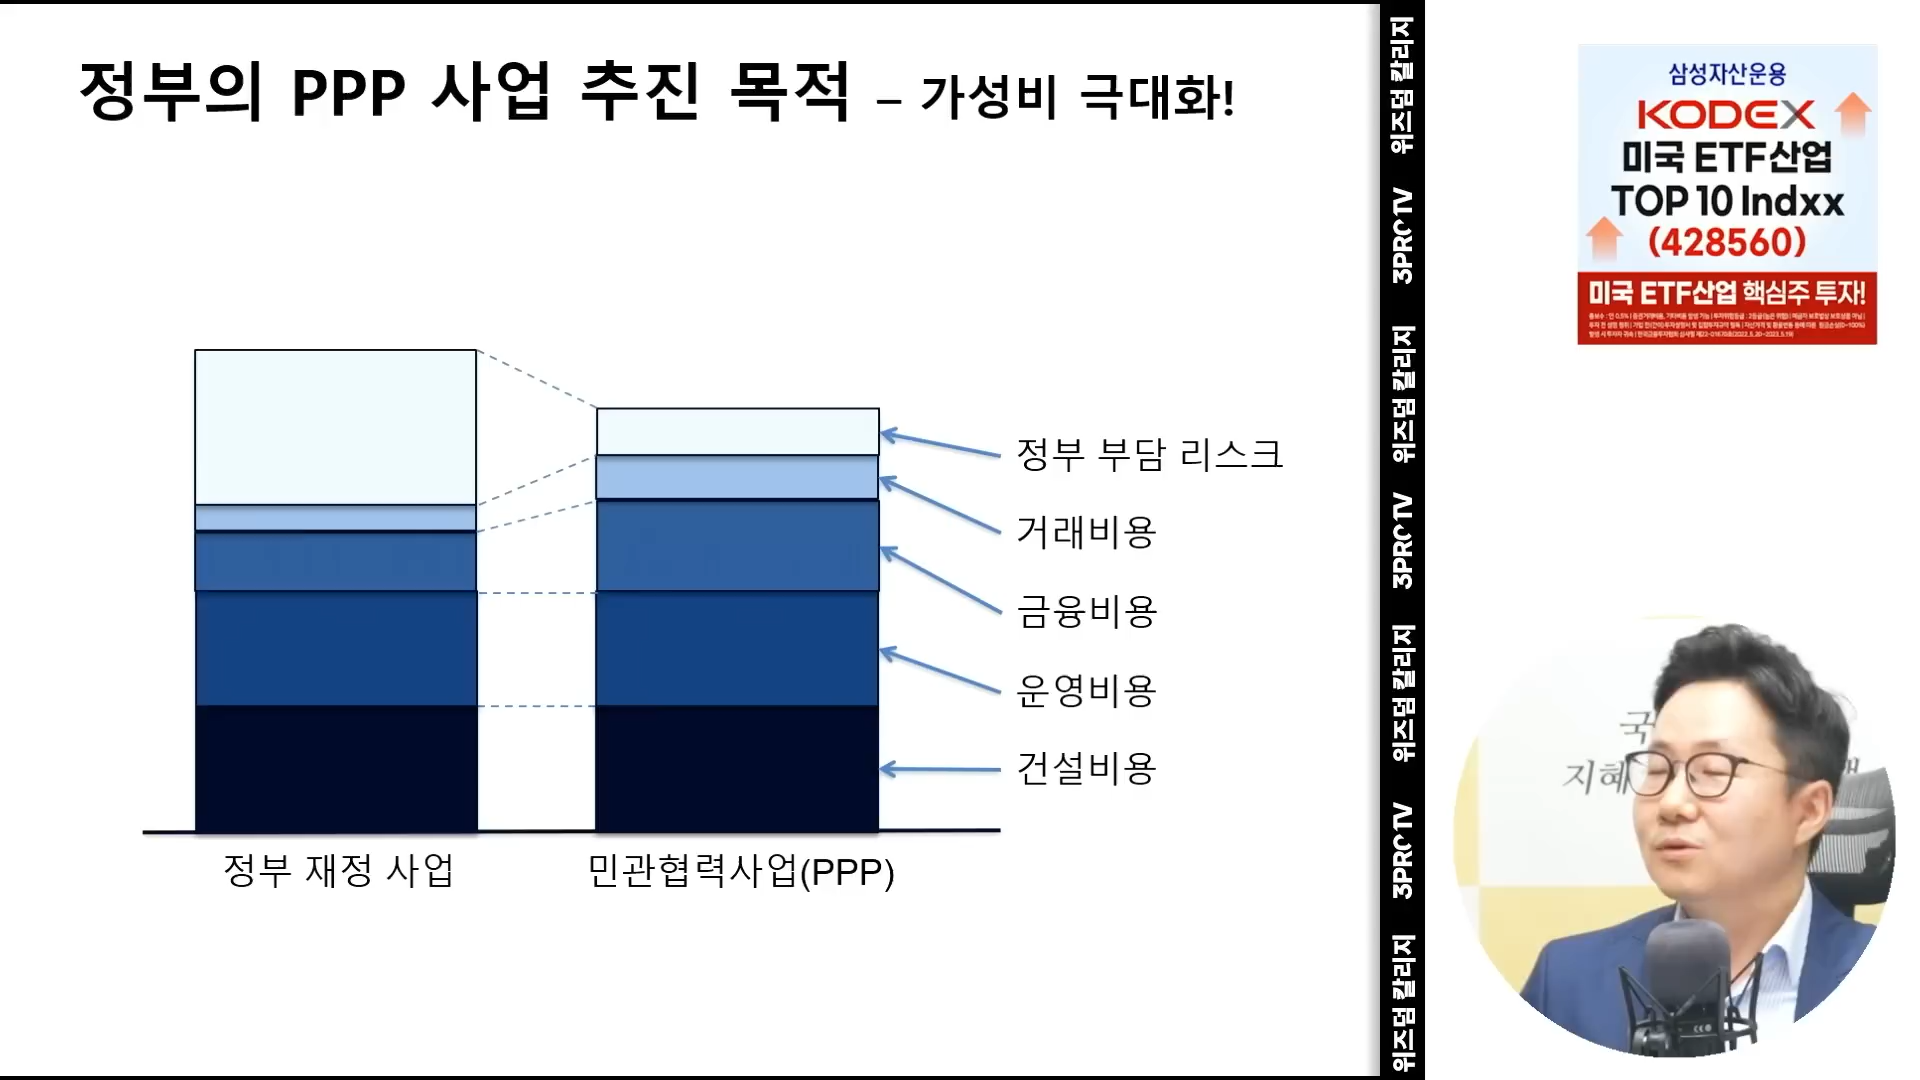 정부의 PPP 사업 추진 목적 – 가성비 극대화!
정부 부담 리스크
거래비용
금융비용
운영비용
건설비용
정부 재정 사업
민관협력사업(PPP)
위즈덤 칼리지
3PROTV
위즈덤 칼리지
3PROTV
위즈덤 칼리지
3PROTV
위즈덤 칼리지
삼성자산운용
KODEX
미국 ETF산업
TOP 10 Indxx
(428560)
미국 ETF산업 핵심주 투자!
국
지혜